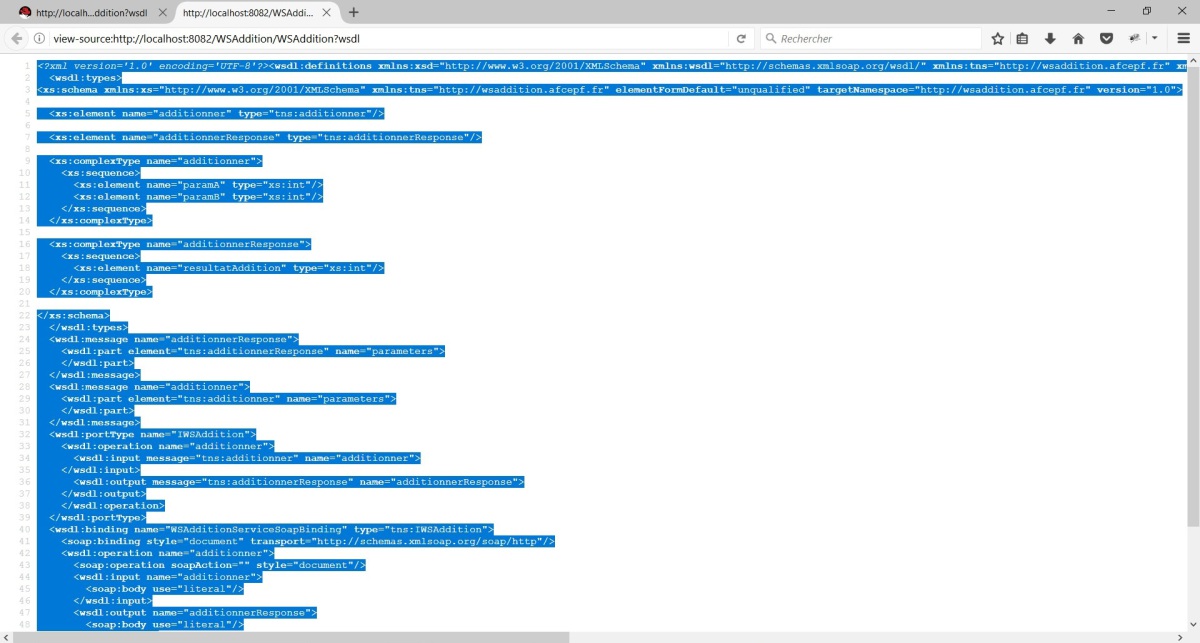 http://localh...ddition?wsdl
http://localhost:8082/WSAddi...
view-source:http://localhost:8082/WSAddition/WSAddition?wsdl
Rechercher
1 <?xml version='1.0' encoding='UTF-8'?><wsdl:definitions xmlns:xsd="http://www.w3.org/2001/XMLSchema" xmlns:wsdl="http://schemas.xmlsoap.org/wsdl/" xmlns:tns="http://wsaddition.afcepf.fr" xm
2 <wsdl:types>
3 <xs:schema xmlns:xs="http://www.w3.org/2001/XMLSchema" xmlns:tns="http://wsaddition.afcepf.fr" elementFormDefault="unqualified" targetNamespace="http://wsaddition.afcepf.fr" version="1.0">
4
5 <xs:element name="additionner" type="tns:additionner"/>
6
7 <xs:element name="additionnerResponse" type="tns:additionnerResponse"/>
8
9 <xs:complexType name="additionner">
10 <xs:sequence>
11 <xs:element name="paramA" type="xs:int"/>
12 <xs:element name="paramB" type="xs:int"/>
13 </xs:sequence>
14 </xs:complexType>
15
16 <xs:complexType name="additionnerResponse">
17 <xs:sequence>
18 <xs:element name="resultatAddition" type="xs:int"/>
19 </xs:sequence>
20 </xs:complexType>
21
22 </xs:schema>
23 </wsdl:types>
24 <wsdl:message name="additionnerResponse">
25 <wsdl:part element="tns:additionnerResponse" name="parameters">
26 </wsdl:part>
27 </wsdl:message>
28 <wsdl:message name="additionner">
29 <wsdl:part element="tns:additionner" name="parameters">
30 </wsdl:part>
31 </wsdl:message>
32 <wsdl:portType name="IWSAddition">
33 <wsdl:operation name="additionner">
34 <wsdl:input message="tns:additionner" name="additionner">
35 </wsdl:input>
36 <wsdl:output message="tns:additionnerResponse" name="additionnerResponse">
37 </wsdl:output>
38 </wsdl:operation>
39 </wsdl:portType>
40 <wsdl:binding name="WSAdditionServiceSoapBinding" type="tns:IWSAddition">
41 <soap:binding style="document" transport="http://schemas.xmlsoap.org/soap/http"/>
42 <wsdl:operation name="additionner">
43 <soap:operation soapAction="" style="document"/>
44 <wsdl:input name="additionner">
45 <soap:body use="literal"/>
46 </wsdl:input>
47 <wsdl:output name="additionnerResponse">
48 <soap:body use="literal"/>